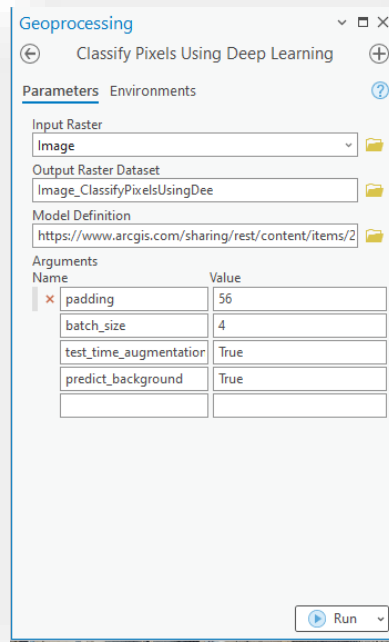 Geoprocessing
Classify Pixels Using Deep Learning
Parameters Environments
Input Raster
Image
Output Raster Dataset
Image_ClassifyPixelsUsingDee
Model Definition
https://www.arcgis.com/sharing/rest/content/items/2
Arguments
Name Value
padding 56
batch_size 4
test_time_augmentation True
predict_background True
Run